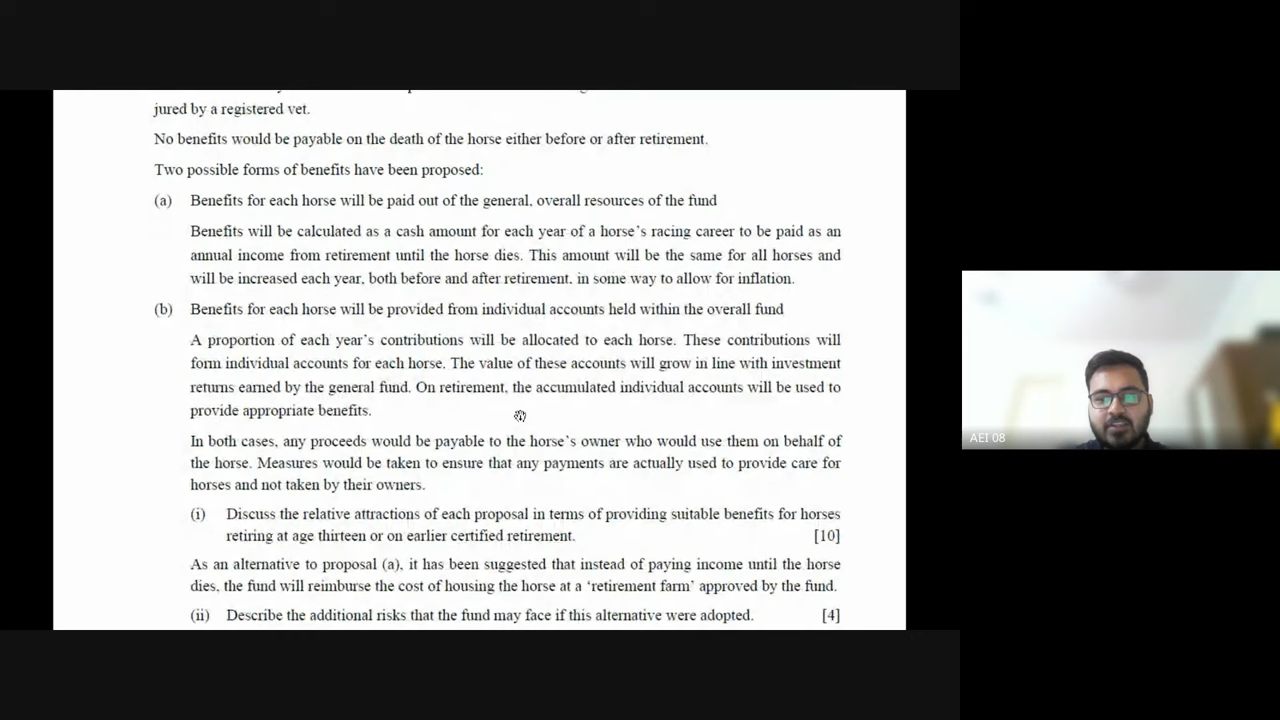 jured by a registered vet.
No benefits would be payable on the death of the horse either before or after retirement.
Two possible forms of benefits have been proposed:
(a) Benefits for each horse will be paid out of the general, overall resources of the fund
Benefits will be calculated as a cash amount for each year of a horse's racing career to be paid as an
annual income from retirement until the horse dies. This amount will be the same for all horses and
will be increased each year, both before and after retirement, in some way to allow for inflation.
(b) Benefits for each horse will be provided from individual accounts held within the overall fund
A proportion of each year's contributions will be allocated to each horse. These contributions will
form individual accounts for each horse. The value of these accounts will grow in line with investment
returns earned by the general fund. On retirement, the accumulated individual accounts will be used to
provide appropriate benefits.
In both cases, any proceeds would be payable to the horse's owner who would use them on behalf of
the horse. Measures would be taken to ensure that any payments are actually used to provide care for
horses and not taken by their owners.
(i) Discuss the relative attractions of each proposal in terms of providing suitable benefits for horses
retiring at age thirteen or on earlier certified retirement. [10]
As an alternative to proposal (a), it has been suggested that instead of paying income until the horse
dies, the fund will reimburse the cost of housing the horse at a 'retirement farm' approved by the fund.
(ii) Describe the additional risks that the fund may face if this alternative were adopted. [4]
AEI 08